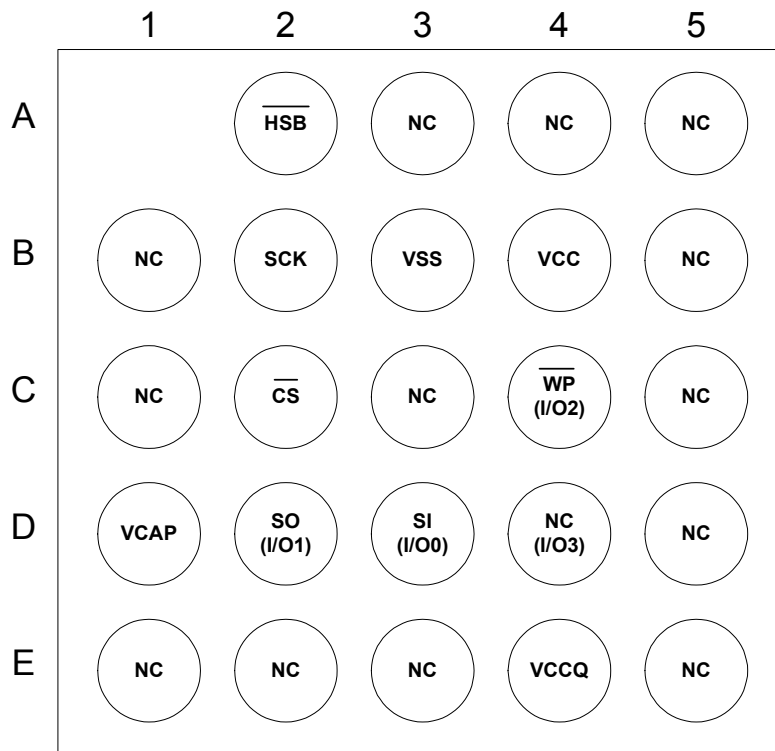 1 2 3 4 5
A HSB NC NC NC
B NC SCK VSS VCC NC
C NC CS NC WP NC
(I/O2)
D VCAP SO SI NC NC
(I/O1) (I/O0) (I/O3)
E NC NC NC VCCQ NC